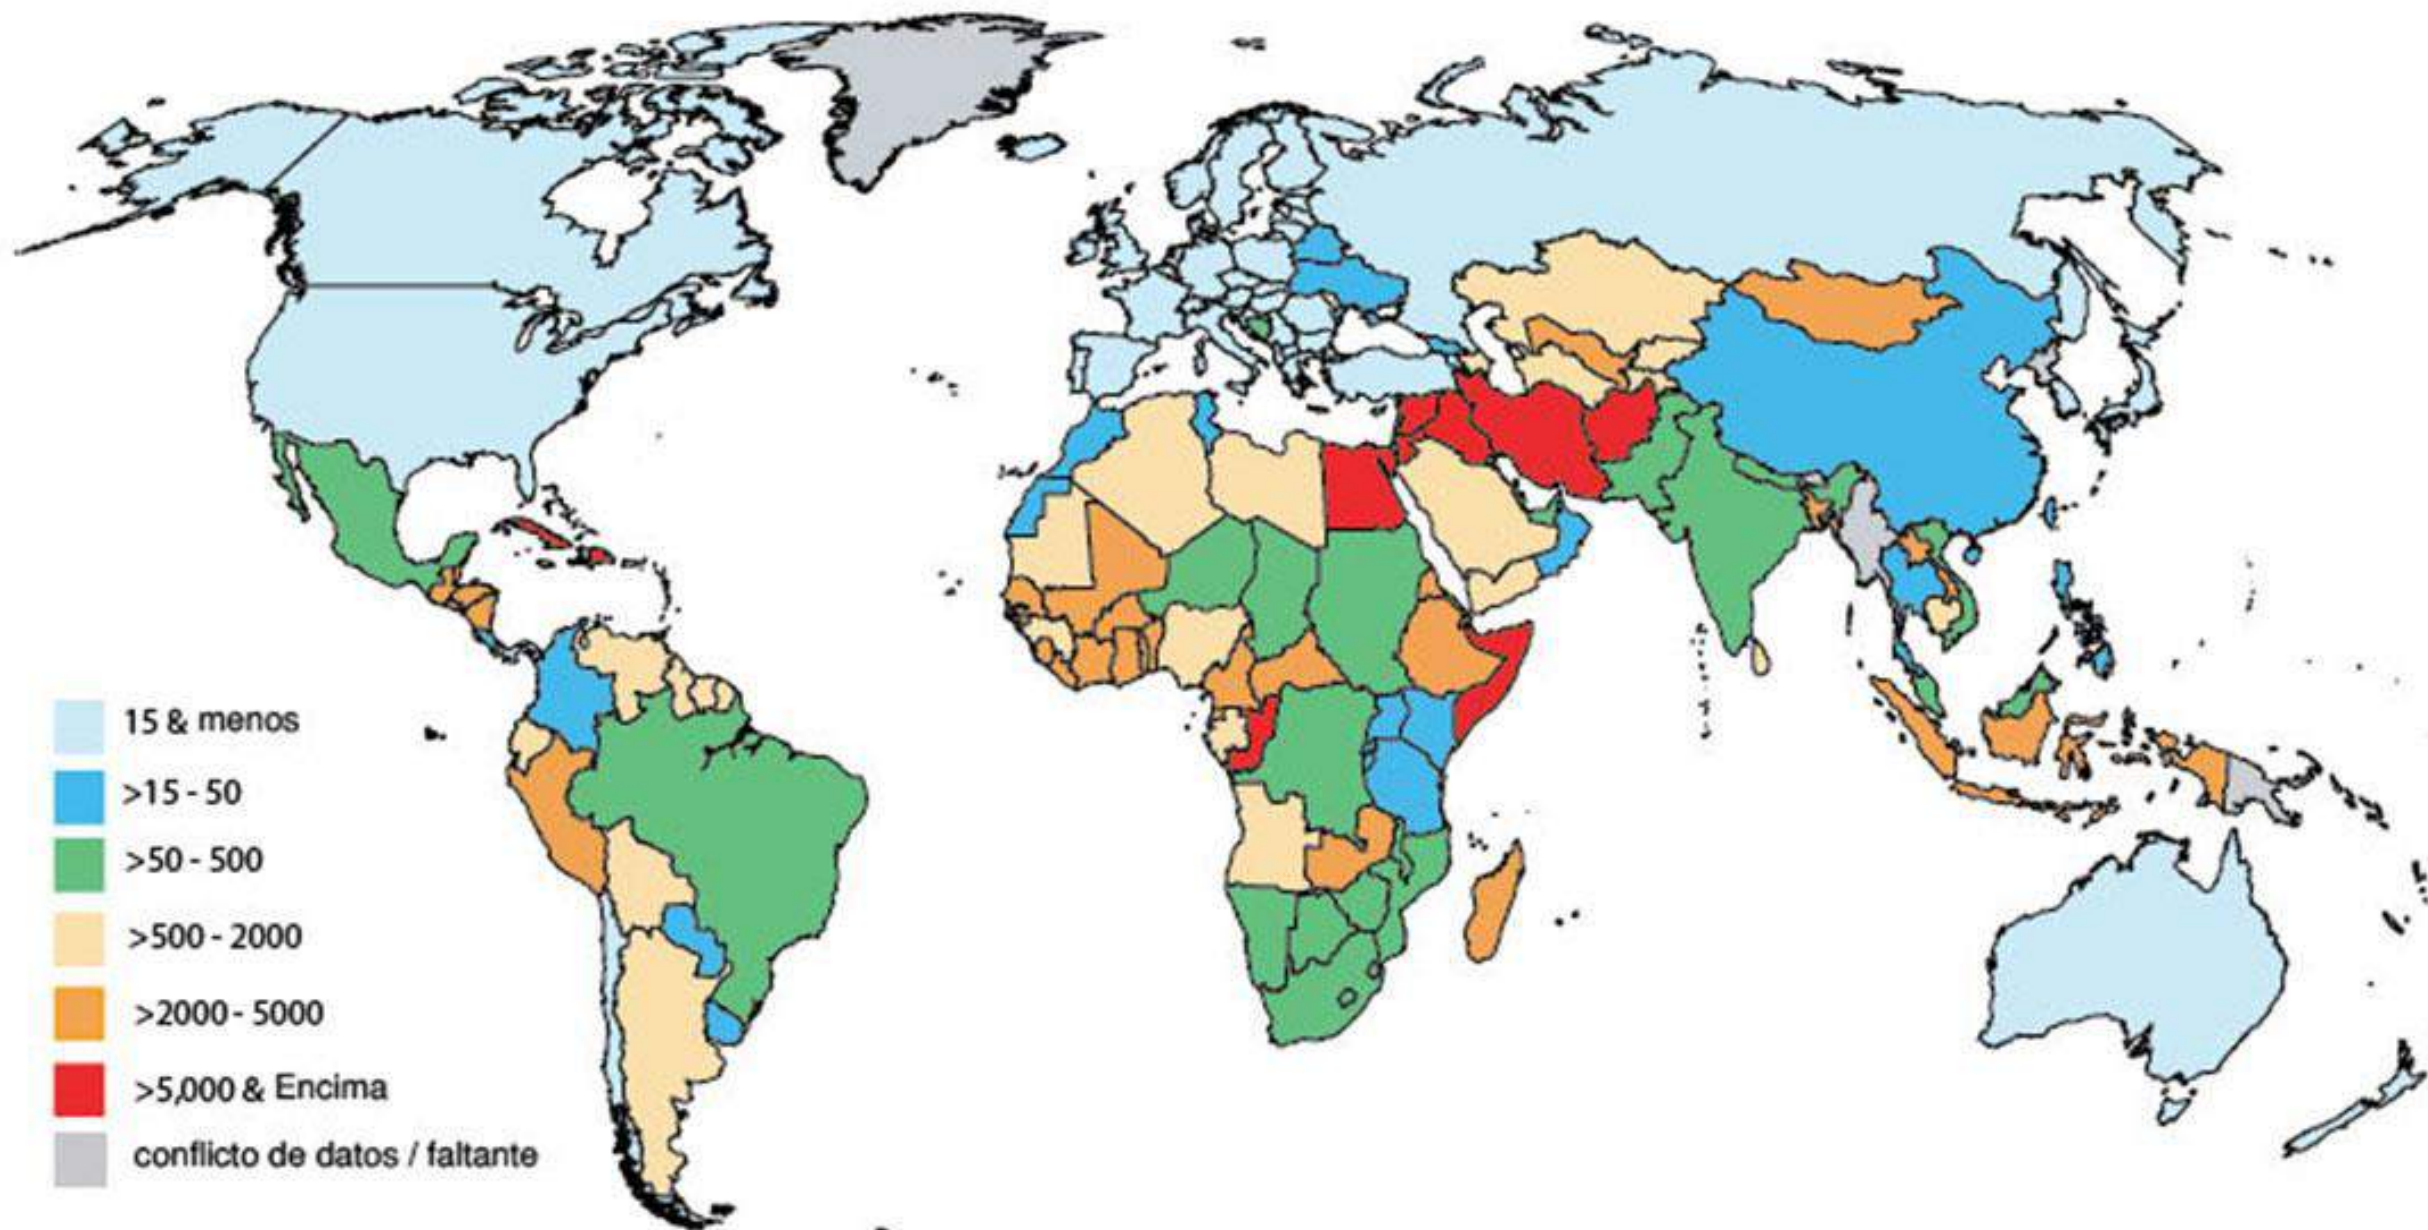 15 & menos
>15 - 50
>50 - 500
>500 - 2000
>2000 - 5000
>5,000 & Encima
conflicto de datos / faltante